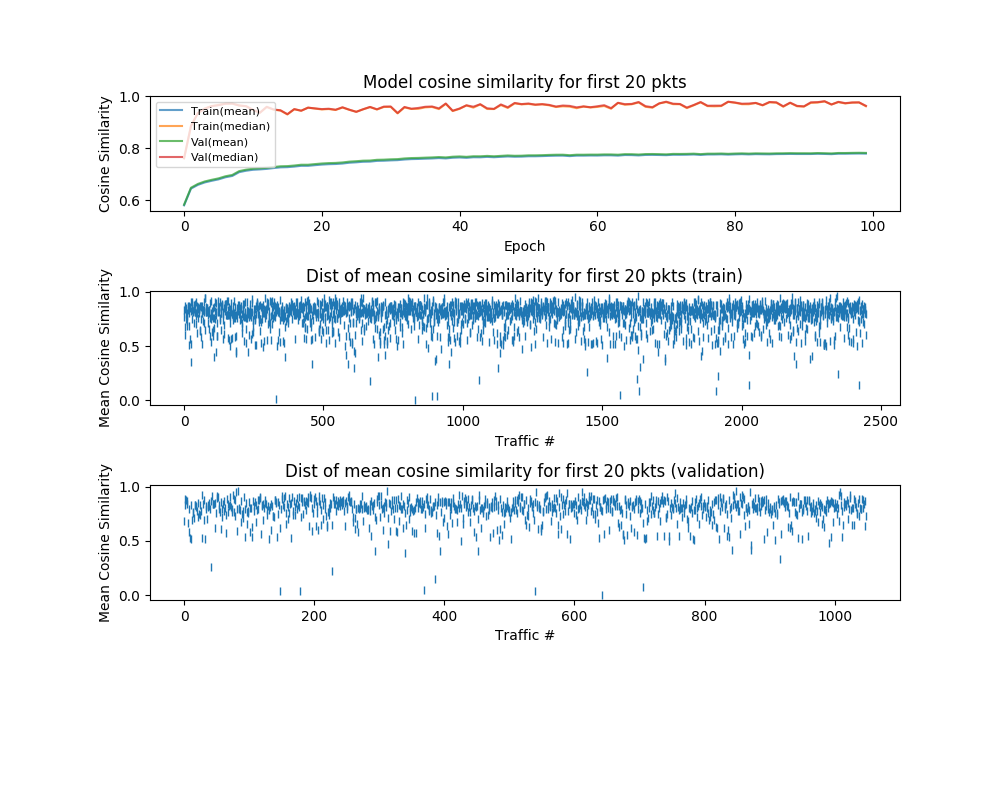 Model cosine similarity for first 20 pkts
Cosine Similarity
1.0
0.8
0.6
Train(mean)
Train(median)
Val(mean)
Val(median)
0 20 40 60 80 100
Epoch
Dist of mean cosine similarity for first 20 pkts (train)
Mean Cosine Similarity
1.0
0.5
0.0
0 500 1000 1500 2000 2500
Traffic #
Dist of mean cosine similarity for first 20 pkts (validation)
Mean Cosine Similarity
1.0
0.5
0.0
0 200 400 600 800 1000
Traffic #